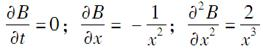 ∂B/∂t = 0; ∂B/∂x = − 1/x²; ∂²B/∂x² = 2/x³